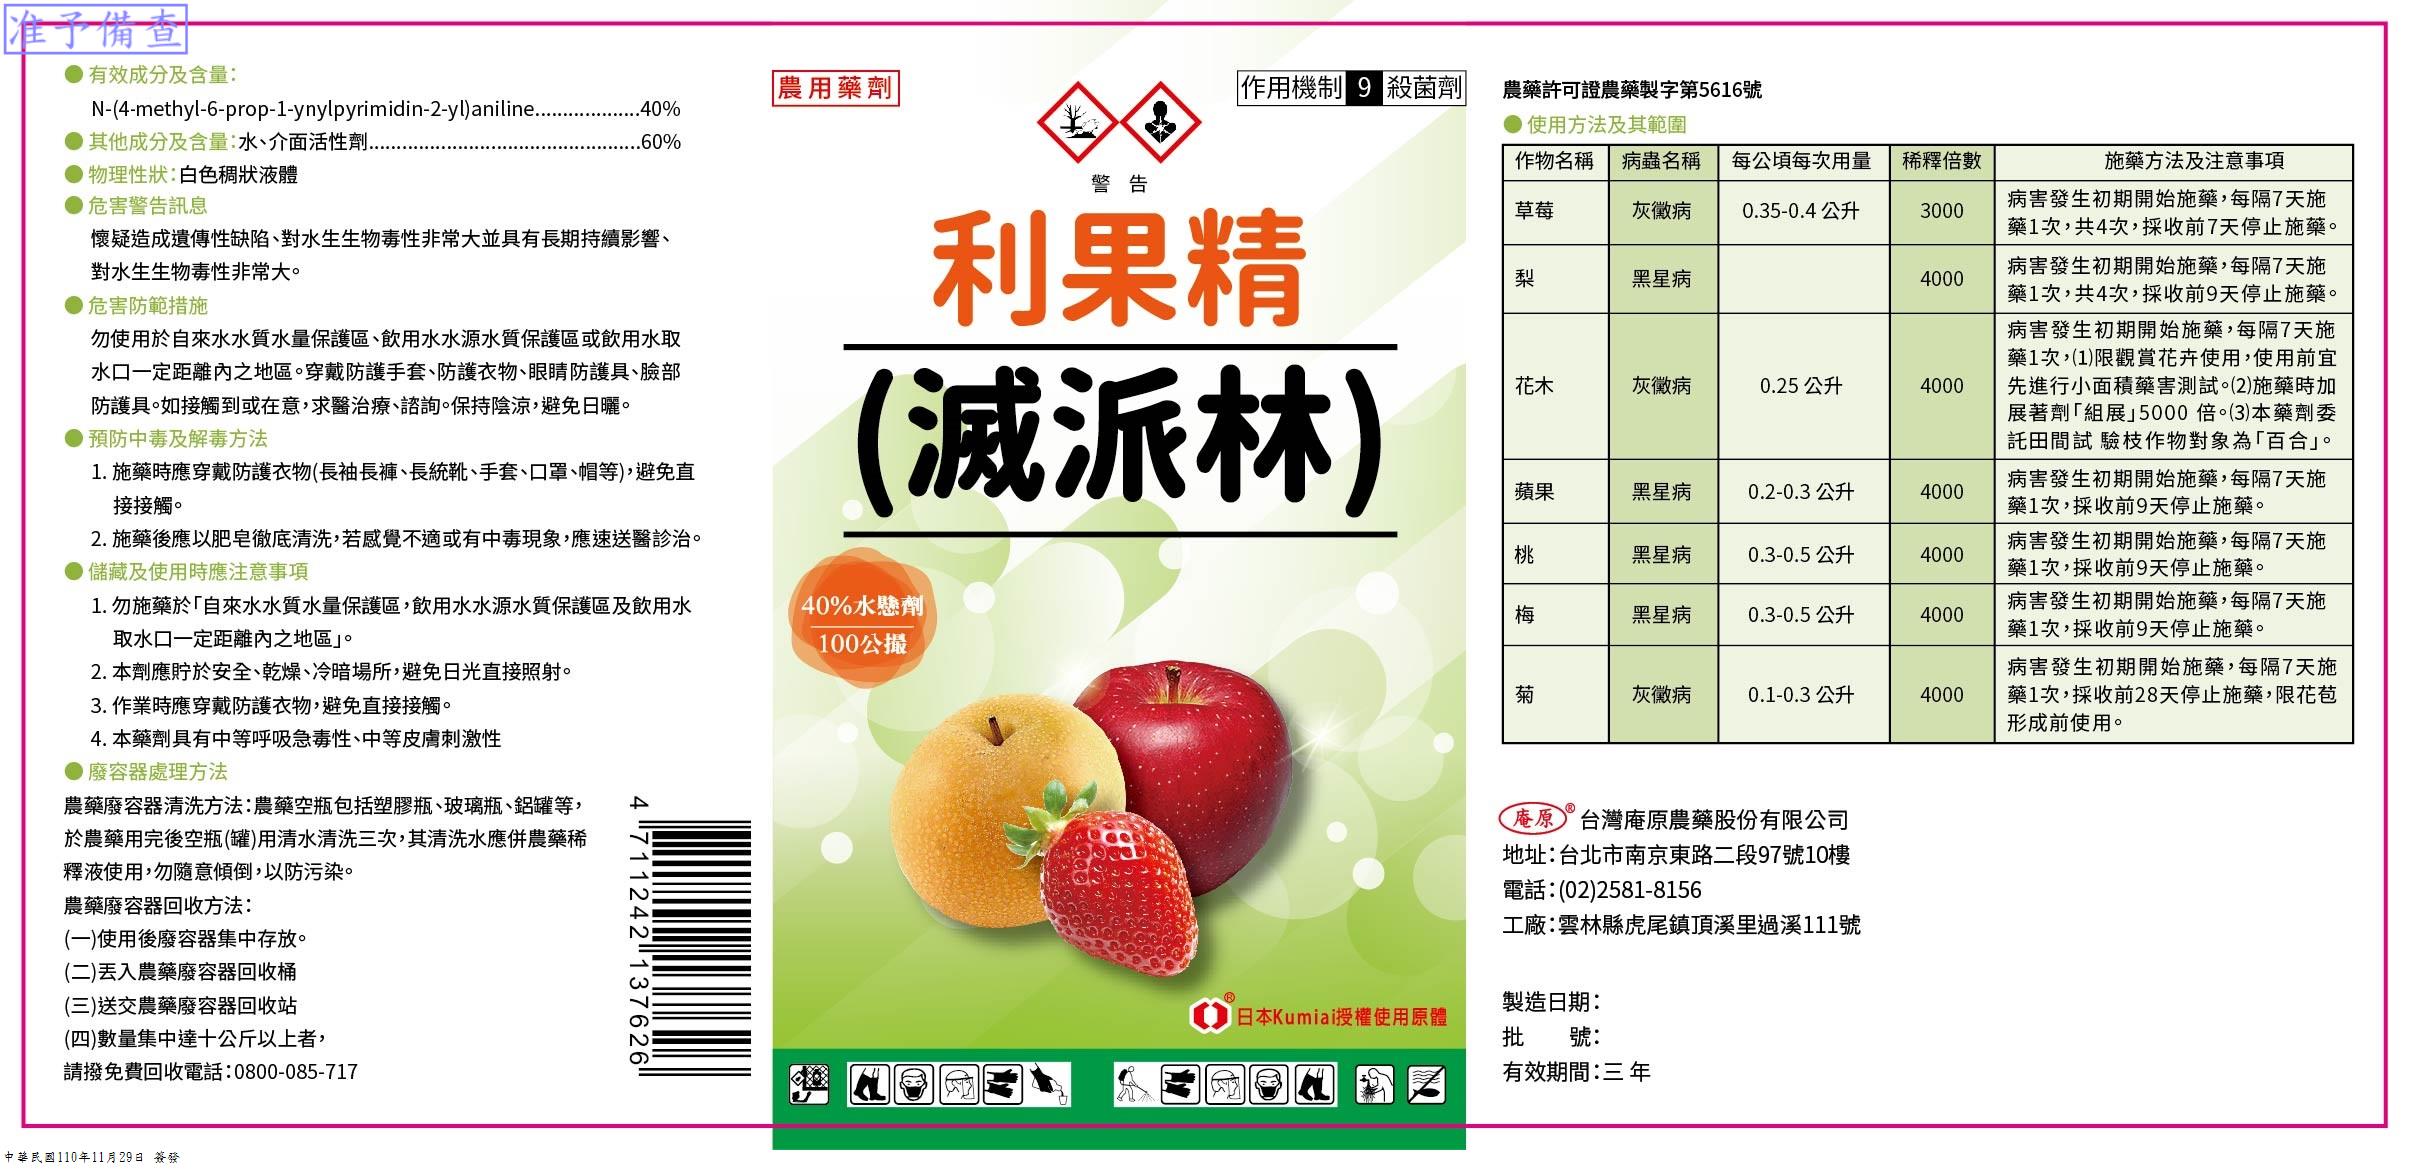 准予備查
● 有效成分及含量:
N-(4-methyl-6-prop-1-ynylpyrimidin-2-yl)aniline...................40%
● 其他成分及含量:水、介面活性劑.................................................60%
● 物理性狀:白色稠狀液體
● 危害警告訊息
懷疑造成遺傳性缺陷、對水生生物毒性非常大並具有長期持續影響、
對水生生物毒性非常大。
● 危害防範措施
勿使用於自來水水質水量保護區、飲用水水源水質保護區或飲用水取
水口一定距離內之地區。穿戴防護手套、防護衣物、眼睛防護具、臉部
防護具。如接觸到或在意,求醫治療、諮詢。保持陰涼,避免日曬。
● 預防中毒及解毒方法
1. 施藥時應穿戴防護衣物(長袖長褲、長統靴、手套、口罩、帽等),避免直
接接觸。
2. 施藥後應以肥皂徹底清洗,若感覺不適或有中毒現象,應速送醫診治。
● 儲藏及使用時應注意事項
1. 勿施藥於「自來水水質水量保護區,飲用水水源水質保護區及飲用水
取水口一定距離內之地區」。
2. 本劑應貯於安全、乾燥、冷暗場所,避免日光直接照射。
3. 作業時應穿戴防護衣物,避免直接接觸。
4. 本藥劑具有中等呼吸急毒性、中等皮膚刺激性
● 廢容器處理方法
農藥廢容器清洗方法:農藥空瓶包括塑膠瓶、玻璃瓶、鋁罐等,
於農藥用完後空瓶(罐)用清水清洗三次,其清洗水應併農藥稀
釋液使用,勿隨意傾倒,以防污染。
農藥廢容器回收方法:
(一)使用後廢容器集中存放。
(二)丟入農藥廢容器回收桶
(三)送交農藥廢容器回收站
(四)數量集中達十公斤以上者,
請撥免費回收電話:0800-085-717
4 711242 137626
農用藥劑
作用機制 9 殺菌劑
警 告
利果精
(滅派林)
40%水懸劑
100公撮
® 日本Kumiai授權使用原體
農藥許可證農藥製字第5616號
● 使用方法及其範圍
作物名稱 病蟲名稱 每公頃每次用量 稀釋倍數 施藥方法及注意事項
草莓 灰黴病 0.35-0.4 公升 3000 病害發生初期開始施藥,每隔7天施
藥1次,共4次,採收前7天停止施藥。
梨 黑星病 4000 病害發生初期開始施藥,每隔7天施
藥1次,共4次,採收前9天停止施藥。
花木 灰黴病 0.25 公升 4000 病害發生初期開始施藥,每隔7天施
藥1次,⑴限觀賞花卉使用,使用前宜
先進行小面積藥害測試。⑵施藥時加
展著劑「組展」5000 倍。⑶本藥劑委
託田間試 驗枝作物對象為「百合」。
蘋果 黑星病 0.2-0.3 公升 4000 病害發生初期開始施藥,每隔7天施
藥1次,採收前9天停止施藥。
桃 黑星病 0.3-0.5 公升 4000 病害發生初期開始施藥,每隔7天施
藥1次,採收前9天停止施藥。
梅 黑星病 0.3-0.5 公升 4000 病害發生初期開始施藥,每隔7天施
藥1次,採收前9天停止施藥。
菊 灰黴病 0.1-0.3 公升 4000 病害發生初期開始施藥,每隔7天施
藥1次,採收前28天停止施藥,限花苞
形成前使用。
庵原® 台灣庵原農藥股份有限公司
地址:台北市南京東路二段97號10樓
電話:(02)2581-8156
工廠:雲林縣虎尾鎮頂溪里過溪111號
製造日期:
批 號:
有效期間:三 年
中華民國110年11月29日 簽發